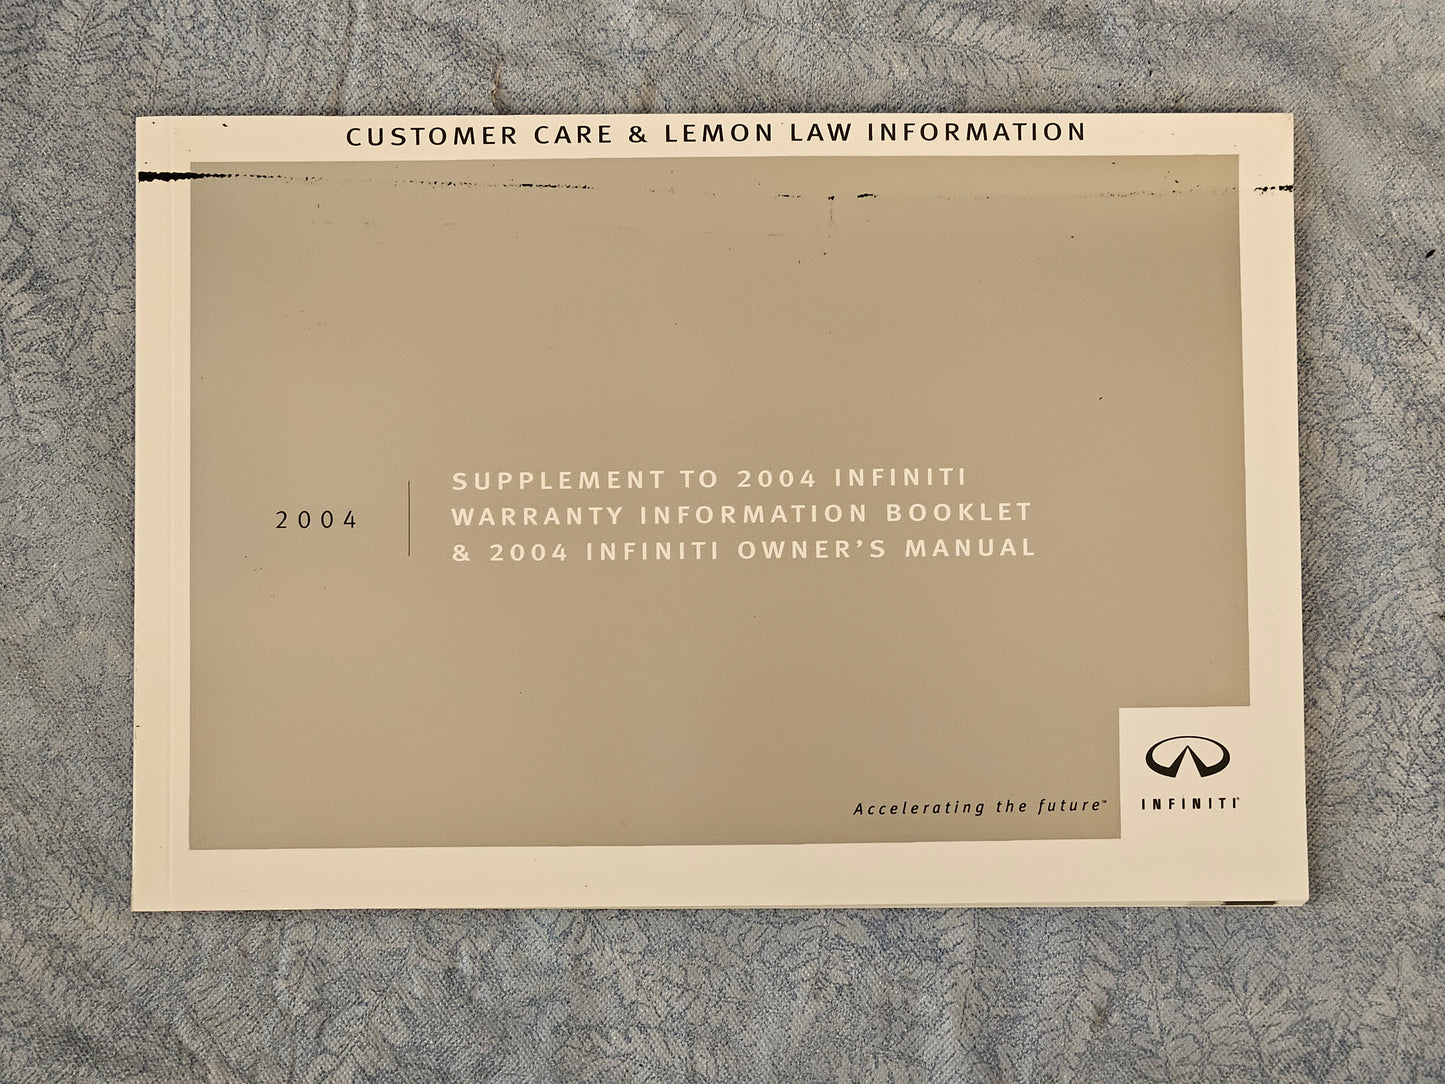 CUSTOMER CARE & LEMON LAW INFORMATION
2004
SUPPLEMENT TO 2004 INFINITI
WARRANTY INFORMATION BOOKLET
& 2004 INFINITI OWNER'S MANUAL
Accelerating the future™
INFINITI®